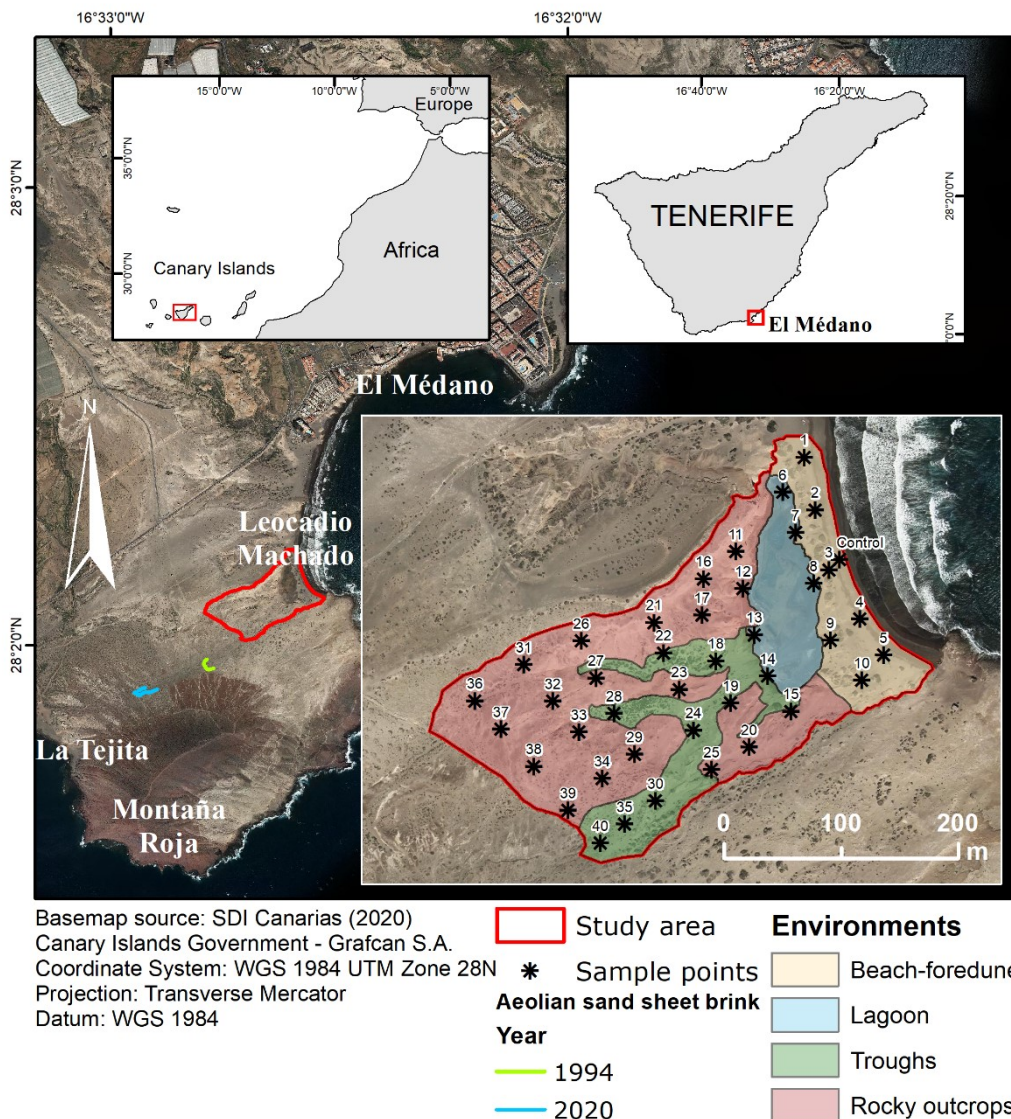 16°33'0"W
16°32'0"W
28°3'0"N
28°2'0"N
15°0'0"W
10°0'0"W
5°0'0"W
35°0'0"N
30°0'0"N
Europe
Africa
Canary Islands
16°40'0"W
16°20'0"W
28°20'0"N
28°0'0"N
TENERIFE
El Médano
El Médano
N
Leocadio
Machado
La Tejita
Montaña
Roja
1
6
2
7
3
Control
8
11
16
12
4
17
21
13
9
5
26
22
18
10
31
27
23
14
36
32
28
19
15
37
33
24
20
38
29
25
34
39
30
35
40
0
100
200
m
Basemap source: SDI Canarias (2020)
Canary Islands Government - Grafcan S.A.
Coordinate System: WGS 1984 UTM Zone 28N
Projection: Transverse Mercator
Datum: WGS 1984
Study area
Sample points
Aeolian sand sheet brink
Year
1994
2020
Environments
Beach-foredune
Lagoon
Troughs
Rocky outcrops